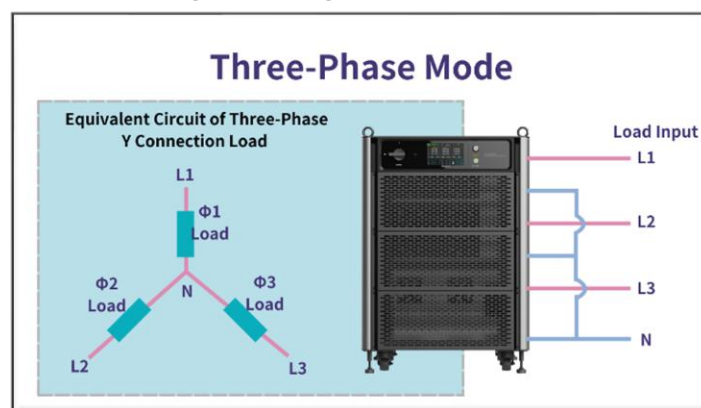 Three-Phase Mode
Equivalent Circuit of Three-Phase
Y Connection Load
Load Input
L1
L1
Φ1
Load
L2
Φ2
Load
N
Φ3
Load
L3
N
L2
L3